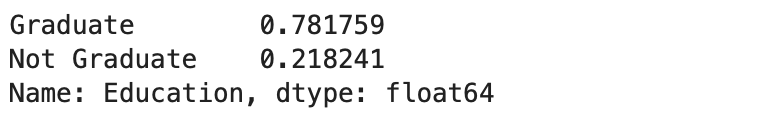 Graduate        0.781759
Not Graduate    0.218241
Name: Education, dtype: float64